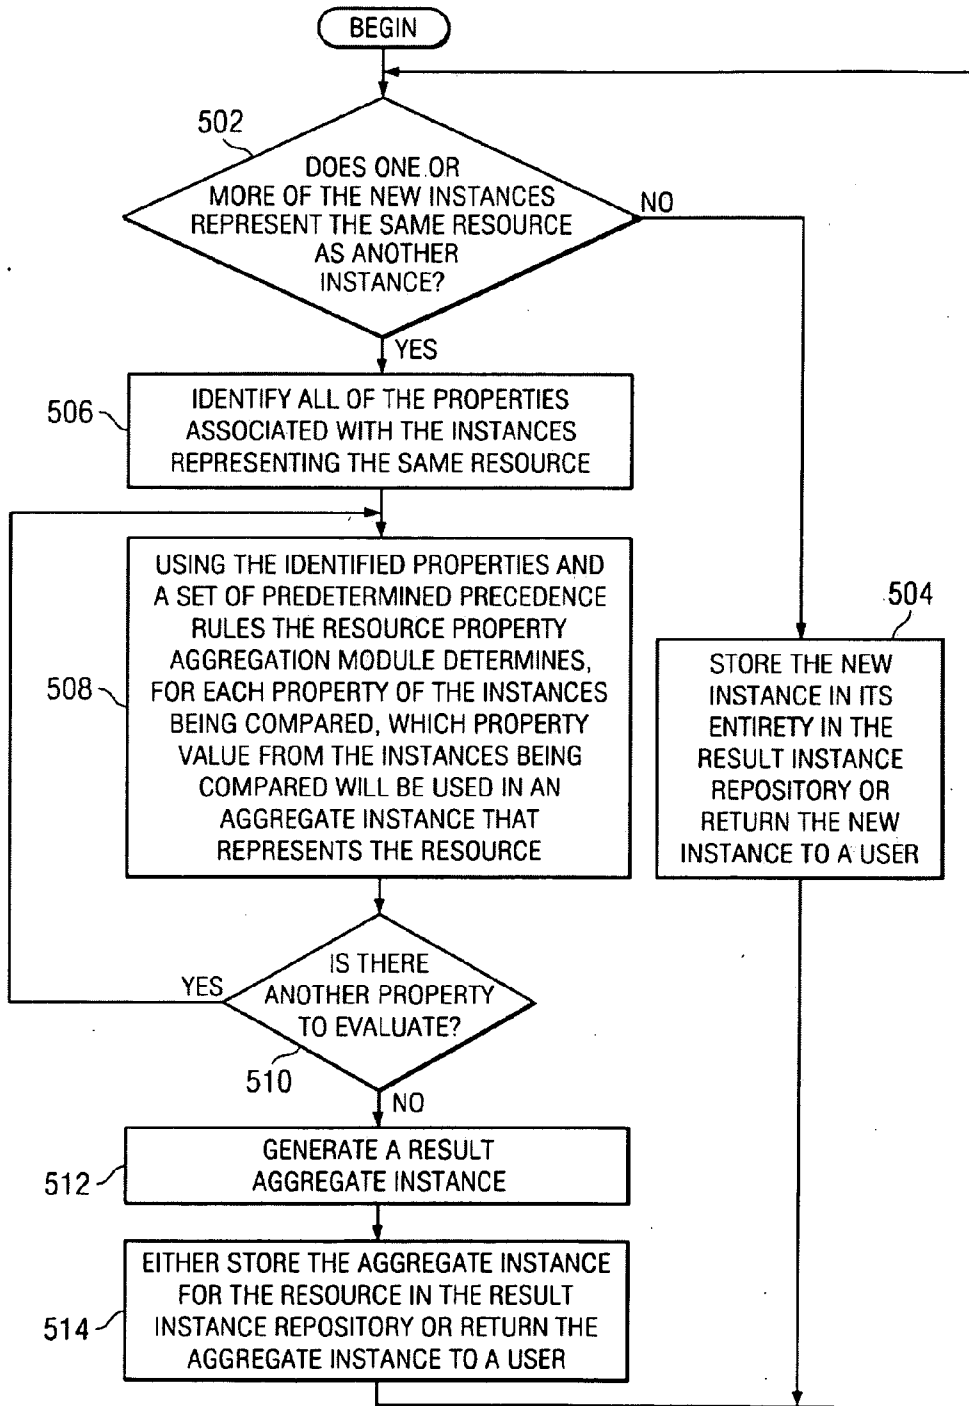 BEGIN
502
DOES ONE OR
MORE OF THE NEW INSTANCES
REPRESENT THE SAME RESOURCE
AS ANOTHER
INSTANCE?
NO
YES
506
IDENTIFY ALL OF THE PROPERTIES
ASSOCIATED WITH THE INSTANCES
REPRESENTING THE SAME RESOURCE
508
USING THE IDENTIFIED PROPERTIES AND
A SET OF PREDETERMINED PRECEDENCE
RULES THE RESOURCE PROPERTY
AGGREGATION MODULE DETERMINES,
FOR EACH PROPERTY OF THE INSTANCES
BEING COMPARED, WHICH PROPERTY
VALUE FROM THE INSTANCES BEING
COMPARED WILL BE USED IN AN
AGGREGATE INSTANCE THAT
REPRESENTS THE RESOURCE
504
STORE THE NEW
INSTANCE IN ITS
ENTIRETY IN THE
RESULT INSTANCE
REPOSITORY OR
RETURN THE NEW
INSTANCE TO A USER
YES
IS THERE
ANOTHER PROPERTY
TO EVALUATE?
510
NO
512
GENERATE A RESULT
AGGREGATE INSTANCE
514
EITHER STORE THE AGGREGATE INSTANCE
FOR THE RESOURCE IN THE RESULT
INSTANCE REPOSITORY OR RETURN THE
AGGREGATE INSTANCE TO A USER